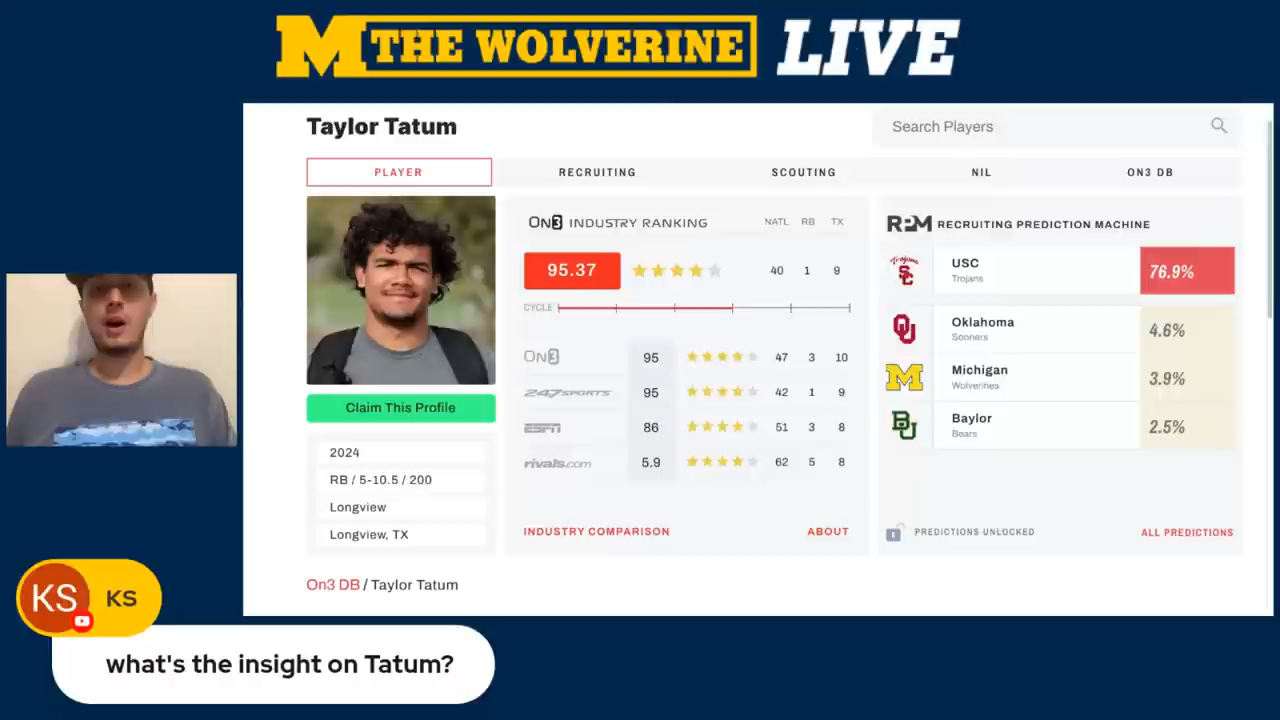 M THE WOLVERINE LIVE
Taylor Tatum
Search Players
PLAYER
RECRUITING
SCOUTING
NIL
ON3 DB
On3 INDUSTRY RANKING NATL RB TX
95.37 40 1 9
CYCLE
On3 95 47 3 10
247SPORTS 95 42 1 9
ESPN 86 51 3 8
rivals.com 5.9 62 5 8
INDUSTRY COMPARISON
ABOUT
RPM RECRUITING PREDICTION MACHINE
Trojans SC
USC 76.9%
Trojans
OU
Oklahoma 4.6%
Sooners
M
Michigan 3.9%
Wolverines
BU
Baylor 2.5%
Bears
PREDICTIONS UNLOCKED
ALL PREDICTIONS
Claim This Profile
2024
RB / 5-10.5 / 200
Longview
Longview, TX
On3 DB / Taylor Tatum
KS KS
what's the insight on Tatum?